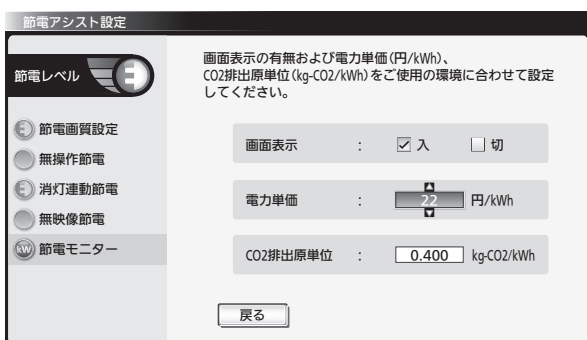 節電アシスト設定
節電レベル
節電画質設定
無操作節電
消灯連動節電
無映像節電
kW 節電モニター
画面表示の有無および電力単価(円/kWh)、
CO2排出原単位(kg-CO2/kWh)をご使用の環境に合わせて設定
してください。
画面表示 : 入 切
電力単価 : 22 円/kWh
CO2排出原単位 : 0.400 kg-CO2/kWh
戻る